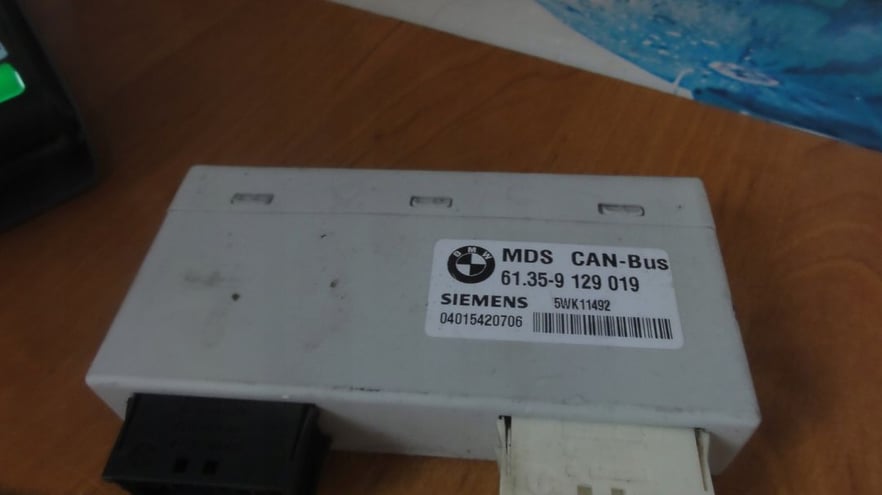 BMW
MDS CAN-Bus
61.35-9 129 019
SIEMENS 5WK11492
04015420706